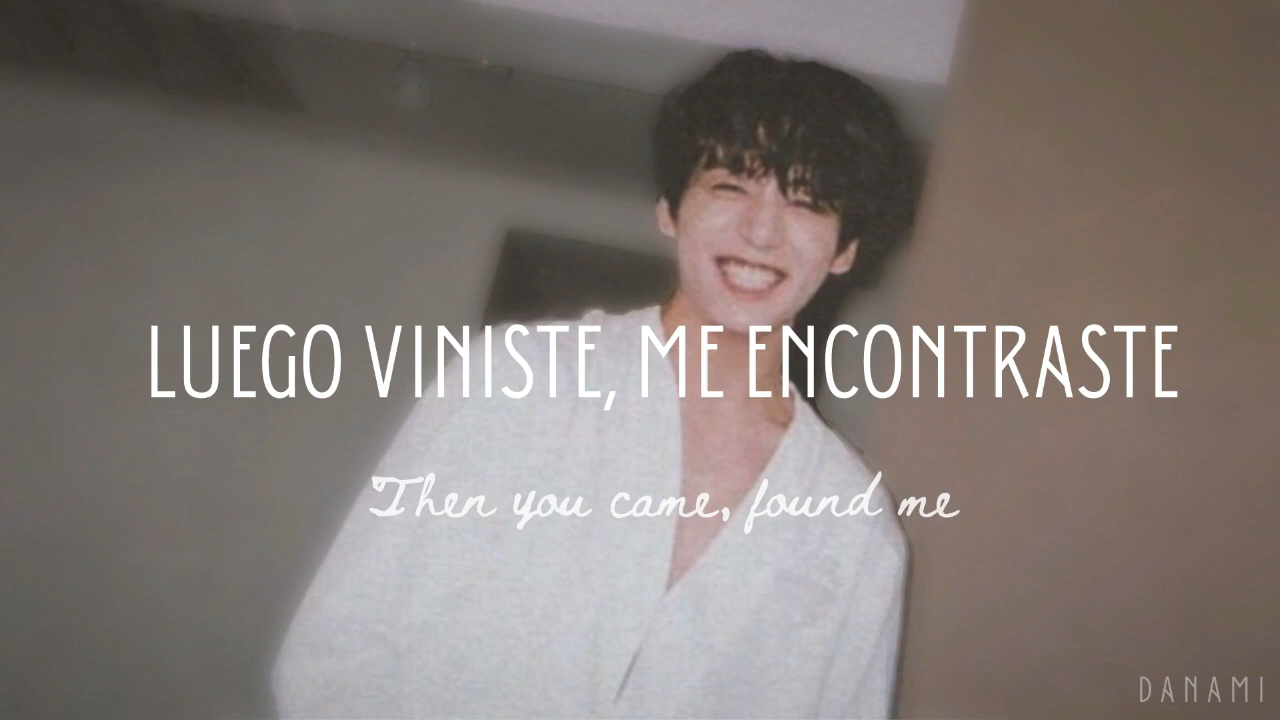 LUEGO VINISTE, ME ENCONTRASTE
Then you came, found me
DANAMI